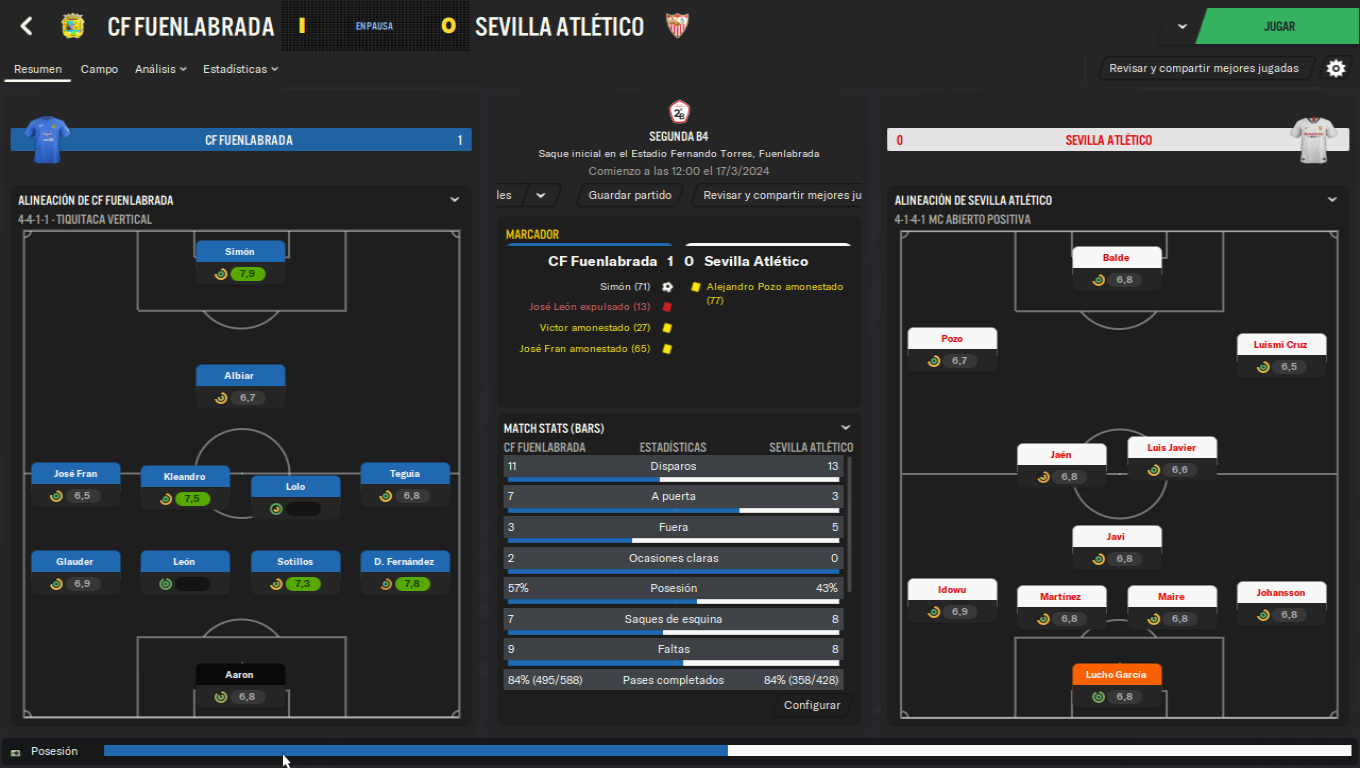 CF FUENLABRADA
1
EN PAUSA
0
SEVILLA ATLÉTICO
JUGAR
Resumen
Campo
Análisis
Estadísticas
Revisar y compartir mejores jugadas
CF FUENLABRADA
1
ALINEACIÓN DE CF FUENLABRADA
4-4-1-1 - TIQUITACA VERTICAL
Simón
7,9
Albiar
6,7
José Fran
6,5
Kleandro
7,5
Lolo
-
Teguia
6,8
Glauder
6,9
León
-
Sotillos
7,3
D. Fernández
7,8
Aaron
6,8
2ªB
SEGUNDA B4
Saque inicial en el Estadio Fernando Torres, Fuenlabrada
Comienzo a las 12:00 el 17/3/2024
les
Guardar partido
Revisar y compartir mejores ju
MARCADOR
CF Fuenlabrada 1 0 Sevilla Atlético
Simón (71)
José León expulsado (13)
Víctor amonestado (27)
José Fran amonestado (65)
Alejandro Pozo amonestado
(77)
MATCH STATS (BARS)
CF FUENLABRADA ESTADÍSTICAS SEVILLA ATLÉTICO
11 Disparos 13
7 A puerta 3
3 Fuera 5
2 Ocasiones claras 0
57% Posesión 43%
7 Saques de esquina 8
9 Faltas 8
84% (495/588) Pases completados 84% (358/428)
Configurar
0
SEVILLA ATLÉTICO
ALINEACIÓN DE SEVILLA ATLÉTICO
4-1-4-1 MC ABIERTO POSITIVA
Balde
6,8
Pozo
6,7
Luismi Cruz
6,5
Jaén
6,8
Luis Javier
6,6
Javi
6,8
Idowu
6,9
Martínez
6,8
Maire
6,8
Johansson
6,8
Lucho García
6,8
Posesión